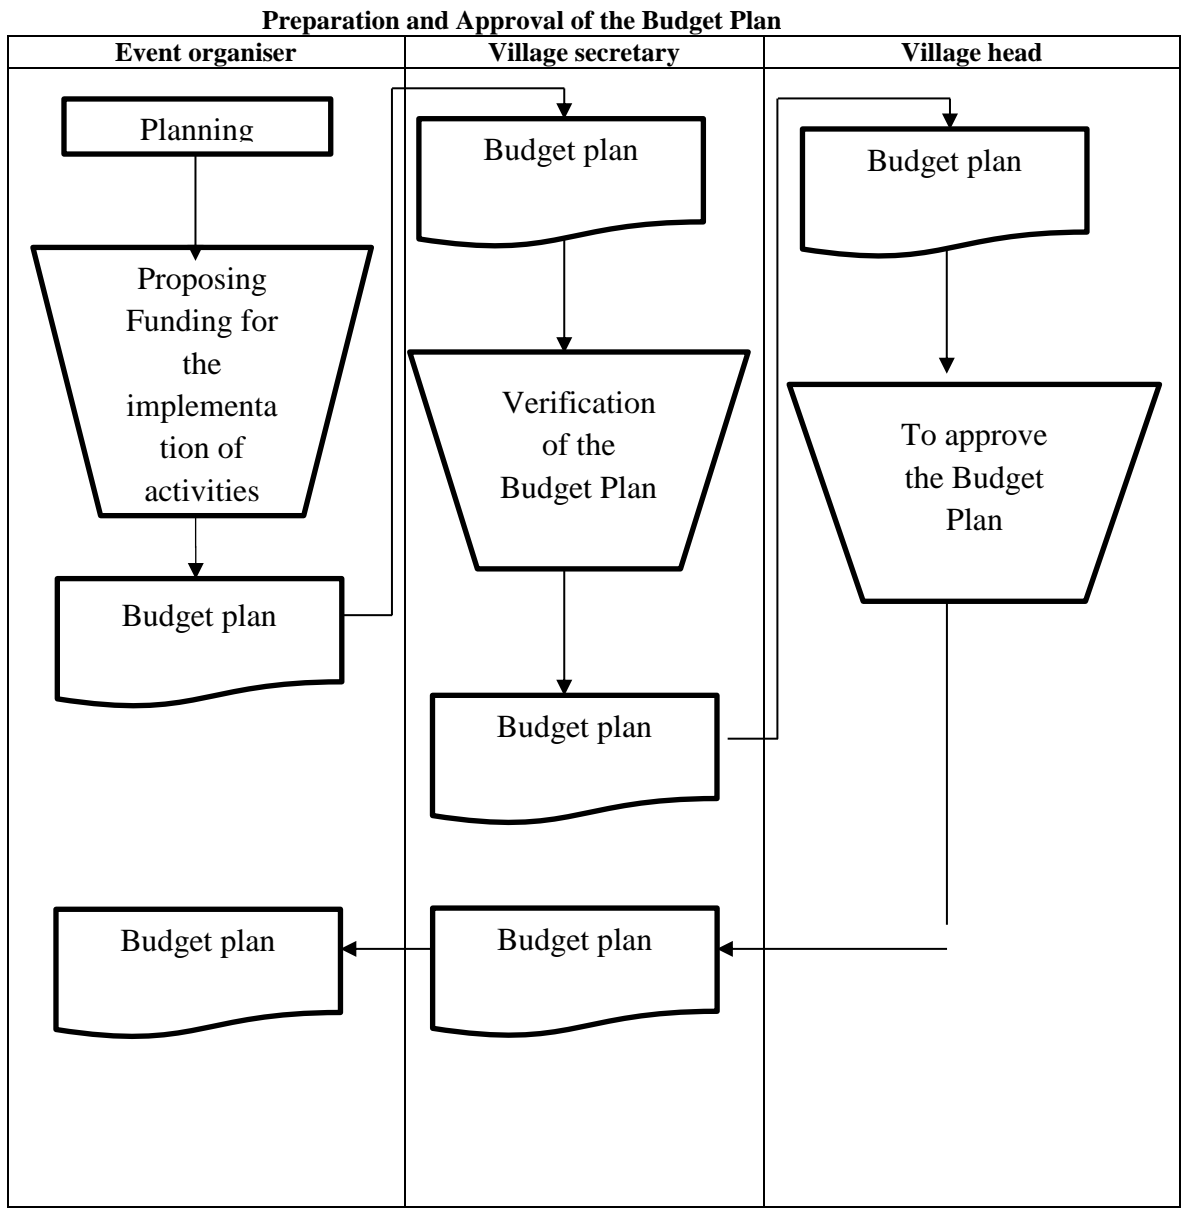 Preparation and Approval of the Budget Plan
Event organiser
Village secretary
Village head
Planning
Proposing
Funding for
the
implementa
tion of
activities
Budget plan
Budget plan
Budget plan
Verification
of the
Budget Plan
Budget plan
Budget plan
Budget plan
To approve
the Budget
Plan